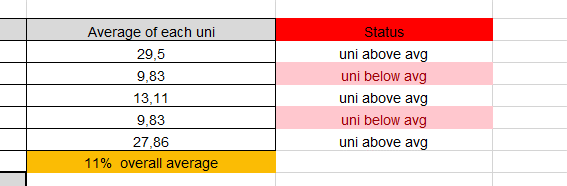 Average of each uni Status
29,5 uni above avg
9,83 uni below avg
13,11 uni above avg
9,83 uni below avg
27,86 uni above avg
11% overall average